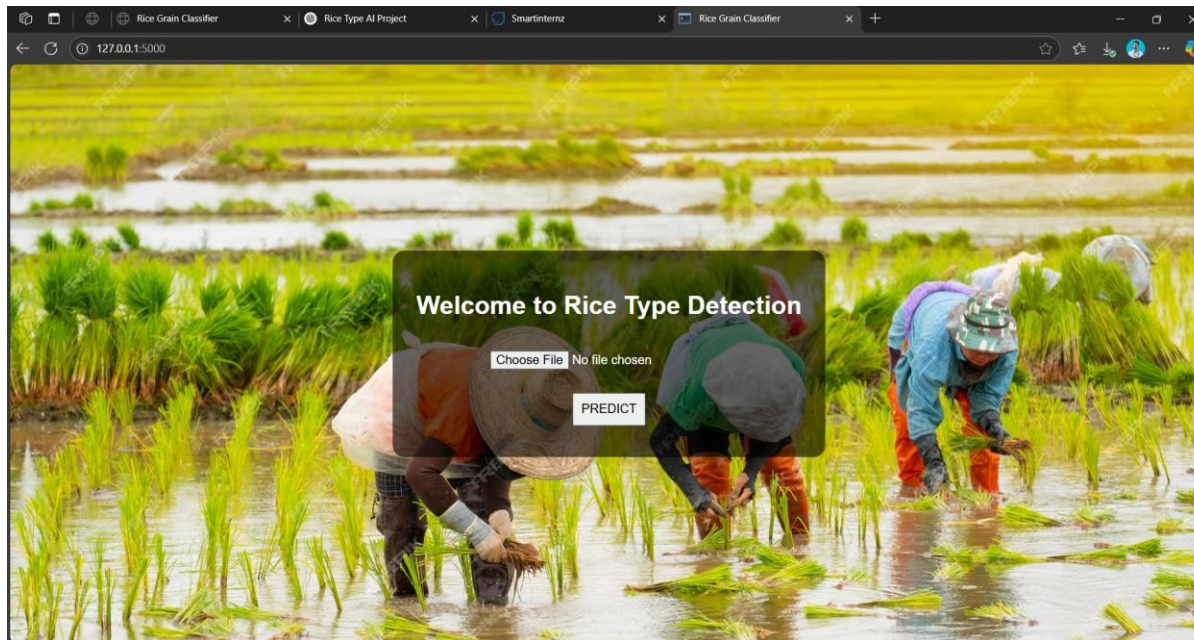 Rice Grain Classifier
Rice Type AI Project
Smartinternz
Rice Grain Classifier
127.0.0.1:5000
Welcome to Rice Type Detection
Choose File No file chosen
PREDICT
FREEPIK